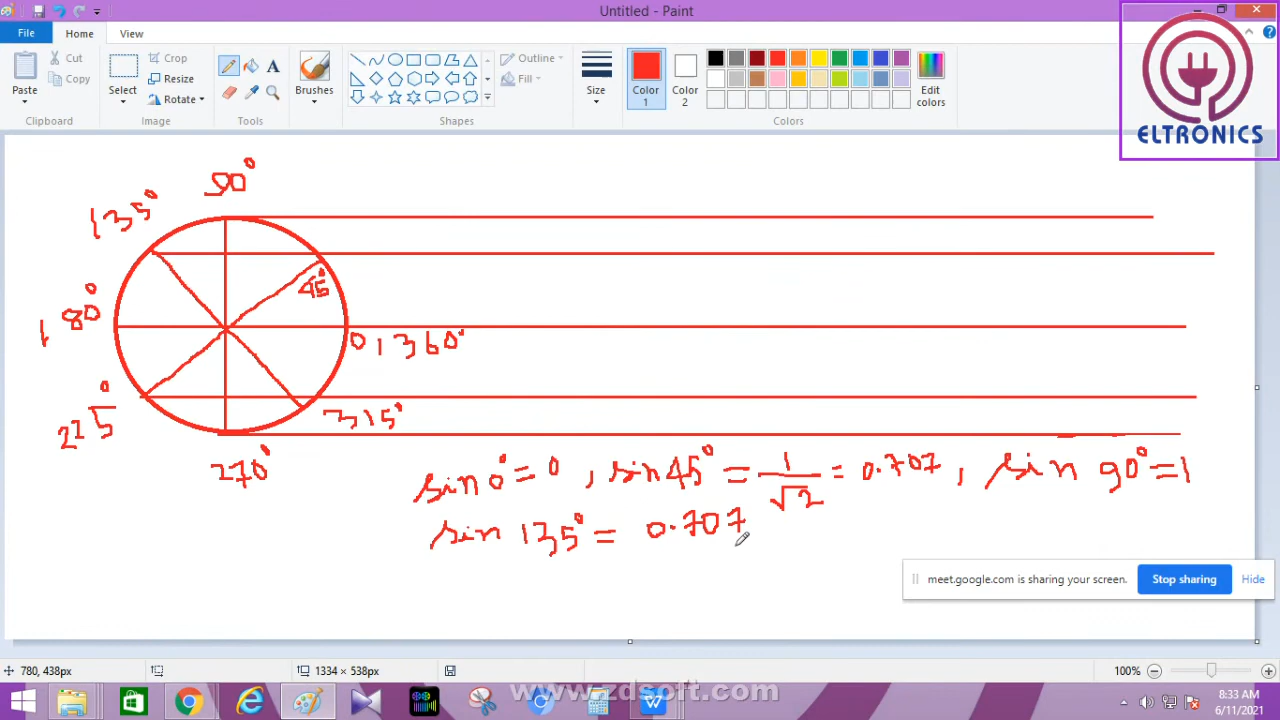 Untitled - Paint
File Home View
Paste Cut Copy Clipboard
Select Crop Resize Rotate Image
Tools
Brushes
Shapes Outline Fill
Size
Color 1 Color 2 Edit colors Colors
ELTRONICS
90°
135°
45°
180°
0,360°
225°
315°
270°
sin 0° = 0, sin 45° = 1/√2 = 0.707, sin 90° = 1
sin 135° = 0.707
meet.google.com is sharing your screen. Stop sharing Hide
780, 438px 1334 × 538px 100%
www.zdsoft.com
8:33 AM
6/11/2021